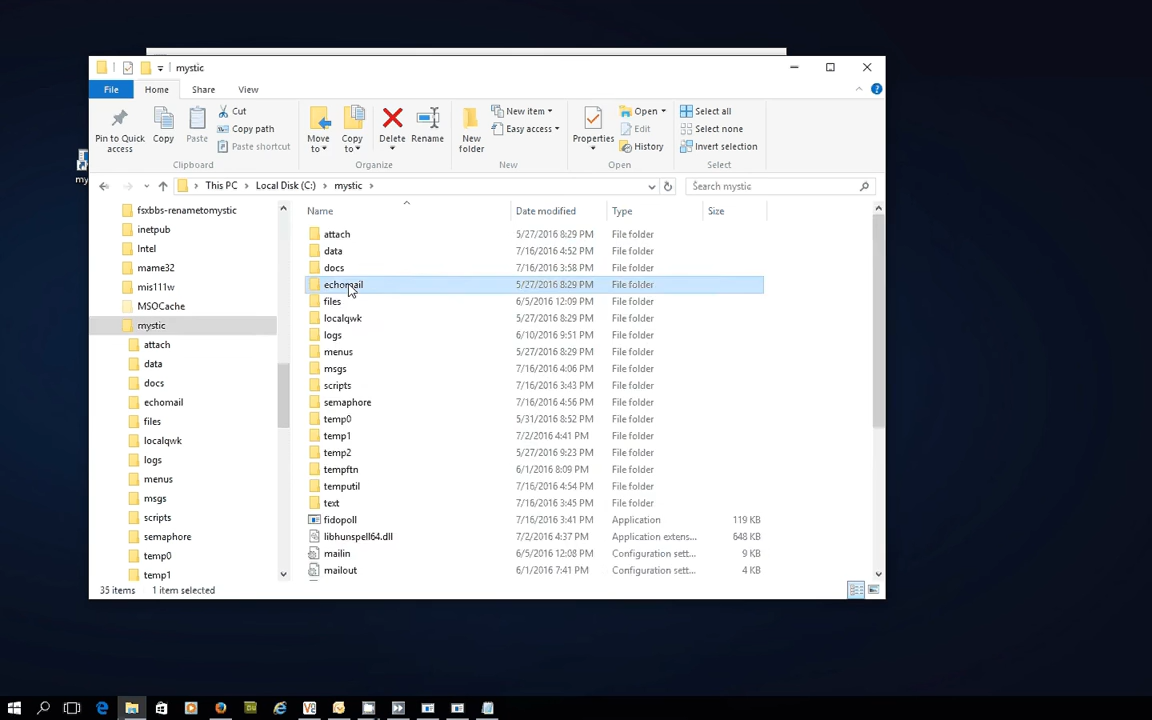 mystic
File Home Share View
Pin to Quick access
Copy
Paste
Cut
Copy path
Paste shortcut
Clipboard
Move to
Copy to
Delete
Rename
Organize
New folder
New item
Easy access
New
Properties
Open
Edit
History
Open
Select all
Select none
Invert selection
Select
This PC Local Disk (C:) mystic
Search mystic
my
fsxbbs-renametomystic
inetpub
Intel
mame32
mis111w
MSOCache
mystic
attach
data
docs
echomail
files
localqwk
logs
menus
msgs
scripts
semaphore
temp0
temp1
Name Date modified Type Size
attach 5/27/2016 8:29 PM File folder
data 7/16/2016 4:52 PM File folder
docs 7/16/2016 3:58 PM File folder
echomail 5/27/2016 8:29 PM File folder
files 6/5/2016 12:09 PM File folder
localqwk 5/27/2016 8:29 PM File folder
logs 6/10/2016 9:51 PM File folder
menus 5/27/2016 8:29 PM File folder
msgs 7/16/2016 4:06 PM File folder
scripts 7/16/2016 3:43 PM File folder
semaphore 7/16/2016 4:56 PM File folder
temp0 5/31/2016 8:52 PM File folder
temp1 7/2/2016 4:41 PM File folder
temp2 5/27/2016 9:23 PM File folder
tempftn 6/1/2016 8:09 PM File folder
temputil 7/16/2016 4:54 PM File folder
text 7/16/2016 3:45 PM File folder
fidopoll 7/16/2016 3:41 PM Application 119 KB
libhunspell64.dll 7/2/2016 4:37 PM Application extens... 648 KB
mailin 6/5/2016 12:08 PM Configuration sett... 9 KB
mailout 6/1/2016 7:41 PM Configuration sett... 4 KB
35 items 1 item selected